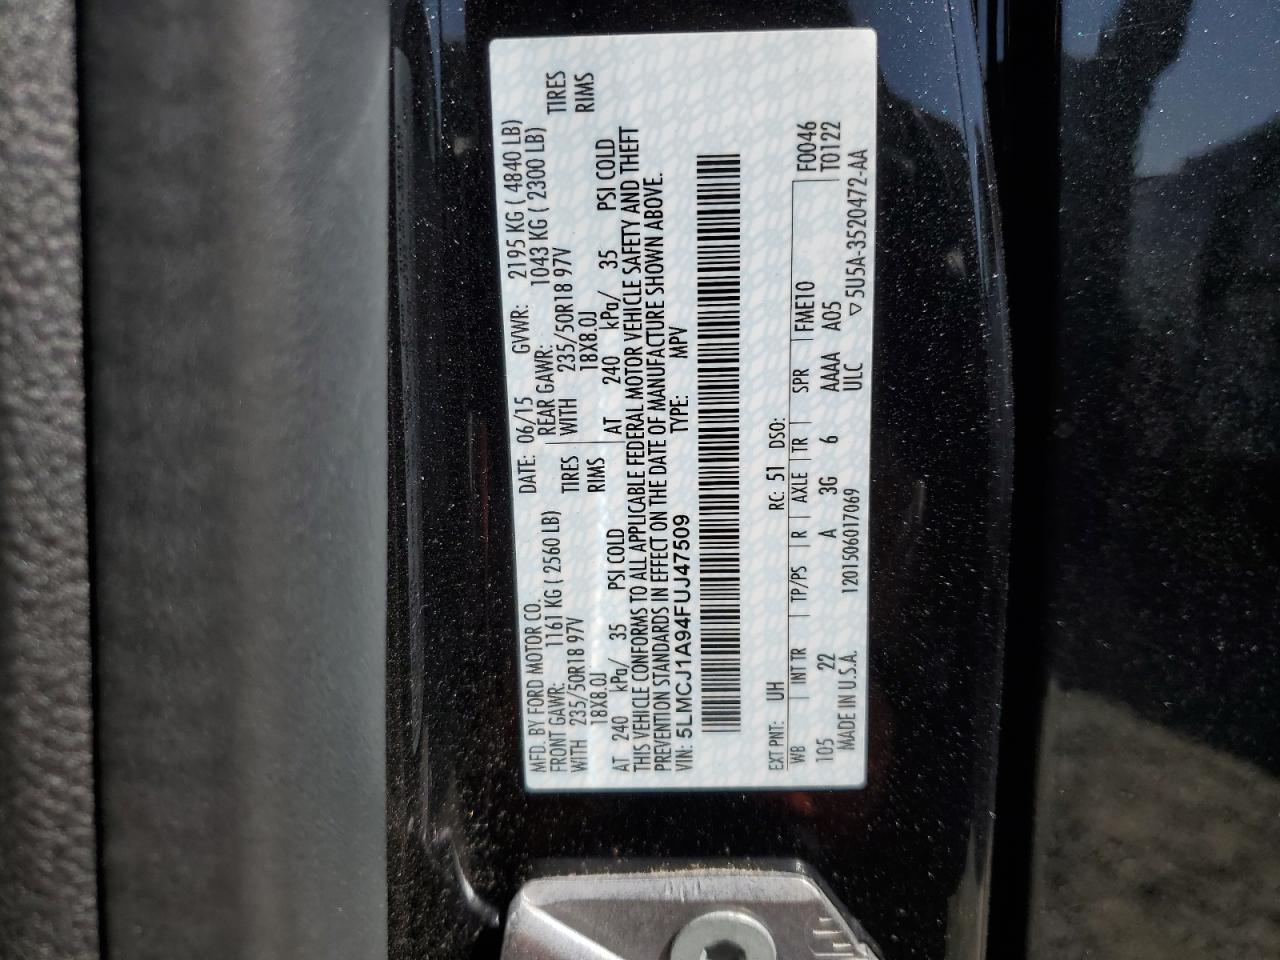 MFD. BY FORD MOTOR CO.
DATE: 06/15 GVWR: 2195 KG ( 4840 LB)
FRONT GAWR: 1161 KG ( 2560 LB) REAR GAWR: 1043 KG ( 2300 LB)
WITH 235/50R18 97V TIRES WITH 235/50R18 97V TIRES
18X8.0J RIMS 18X8.0J RIMS
AT 240 kPa/ 35 PSI COLD AT 240 kPa/ 35 PSI COLD
THIS VEHICLE CONFORMS TO ALL APPLICABLE FEDERAL MOTOR VEHICLE SAFETY AND THEFT
PREVENTION STANDARDS IN EFFECT ON THE DATE OF MANUFACTURE SHOWN ABOVE.
VIN: 5LMCJ1A94FUJ47509 TYPE: MPV
EXT PNT: UH RC: 51 DSO:
WB INT TR TP/PS R AXLE TR SPR FME10 F0046
105 22 A 3G 6 AAAA A05 T0122
MADE IN U.S.A. 1201506017069 ULC ▽5U5A-3520472-AA